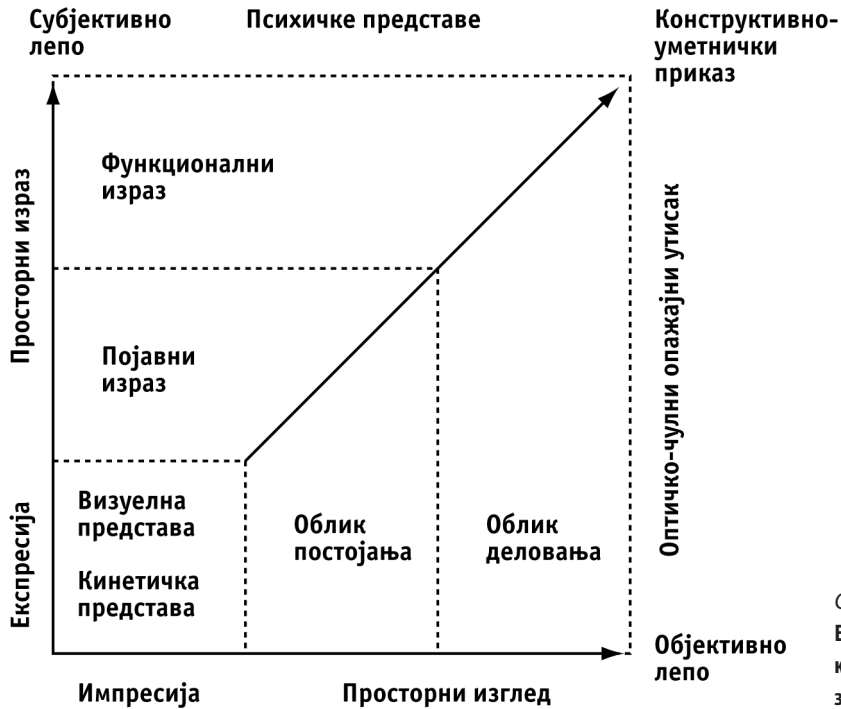 Субјективно
лепо
Психичке представе
Конструктивно-
уметнички
приказ
Функционални
израз
Просторни израз
Оптичко-чулни опажајни утисак
Појавни
израз
Експресија
Визуелна
представа
Кинетичка
представа
Облик
постојања
Облик
деловања
Објективно
лепо
Импресија
Просторни изглед